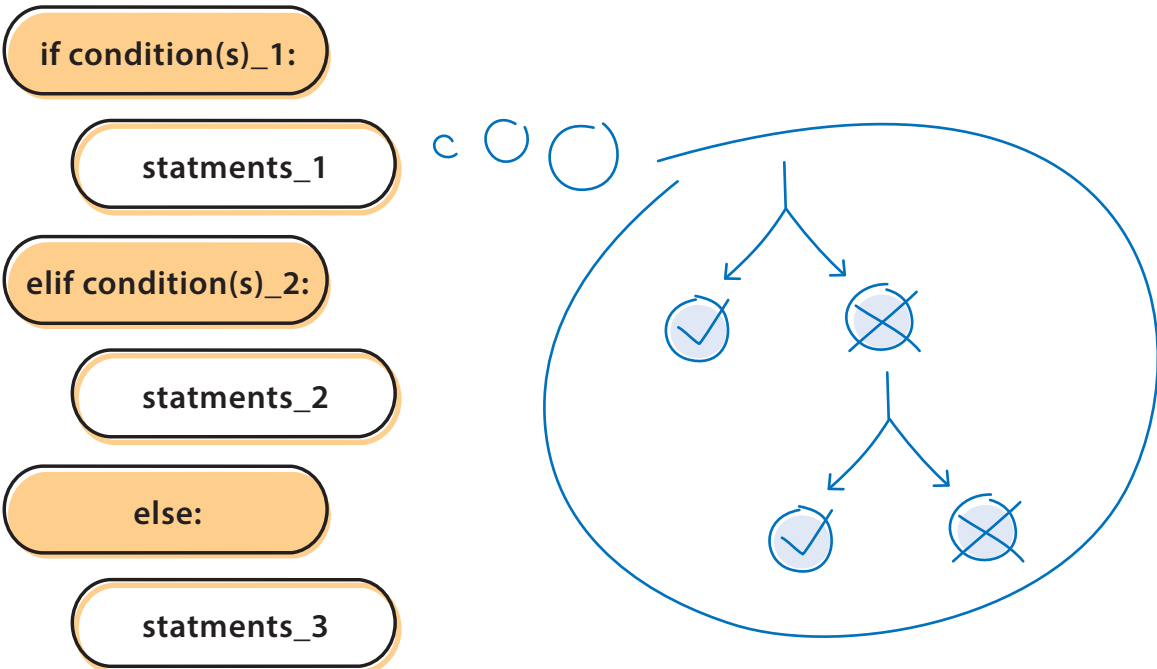 if condition(s)_1:
statments_1
elif condition(s)_2:
statments_2
else:
statments_3